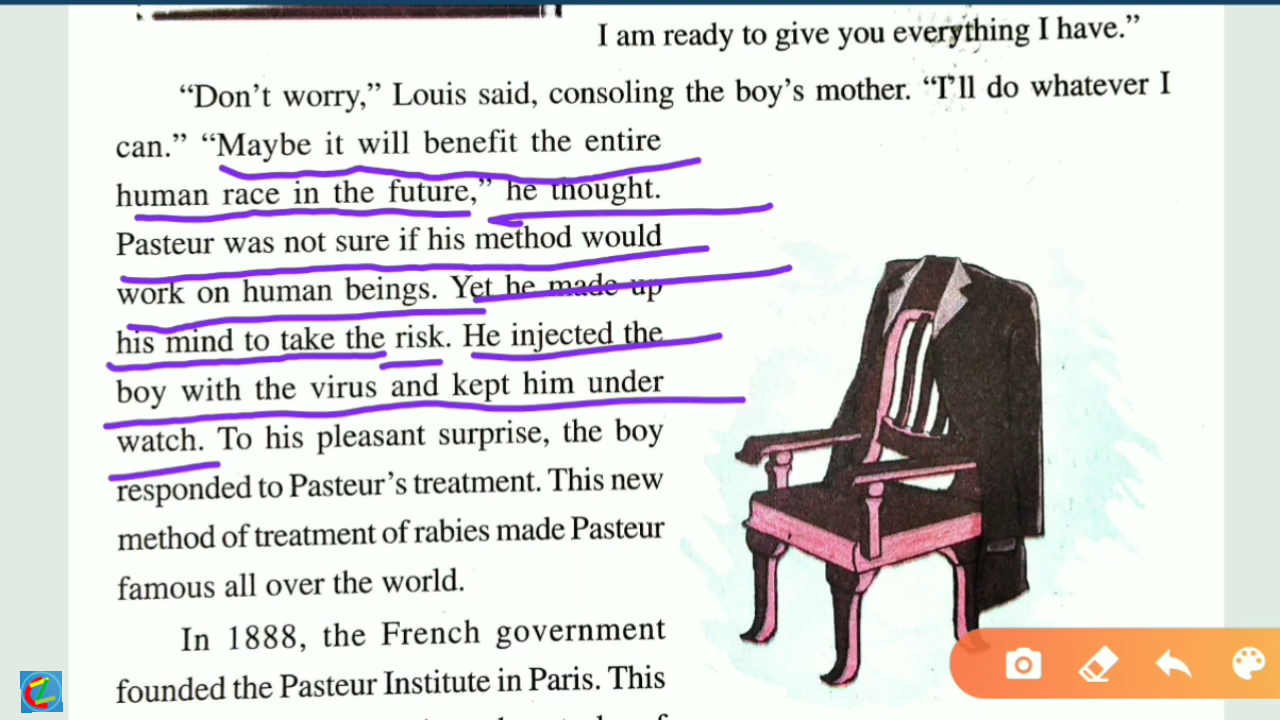 I am ready to give you everything I have.”
“Don’t worry,” Louis said, consoling the boy’s mother. “I’ll do whatever I
can.” “Maybe it will benefit the entire
human race in the future,” he thought.
Pasteur was not sure if his method would
work on human beings. Yet he made up
his mind to take the risk. He injected the
boy with the virus and kept him under
watch. To his pleasant surprise, the boy
responded to Pasteur’s treatment. This new
method of treatment of rabies made Pasteur
famous all over the world.
In 1888, the French government
founded the Pasteur Institute in Paris. This